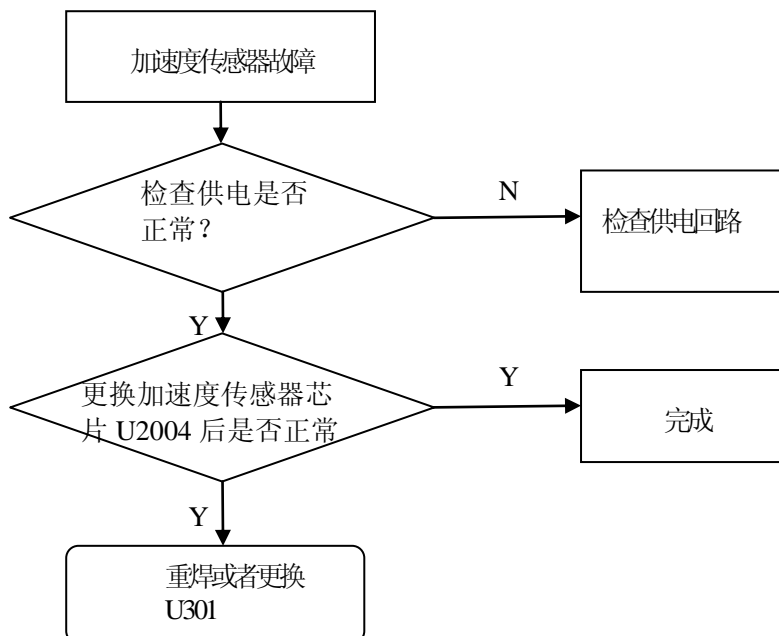 加速度传感器故障
检查供电是否
正常?
N
检查供电回路
Y
更换加速度传感器芯
片 U2004 后是否正常
Y
完成
Y
重焊或者更换
U301